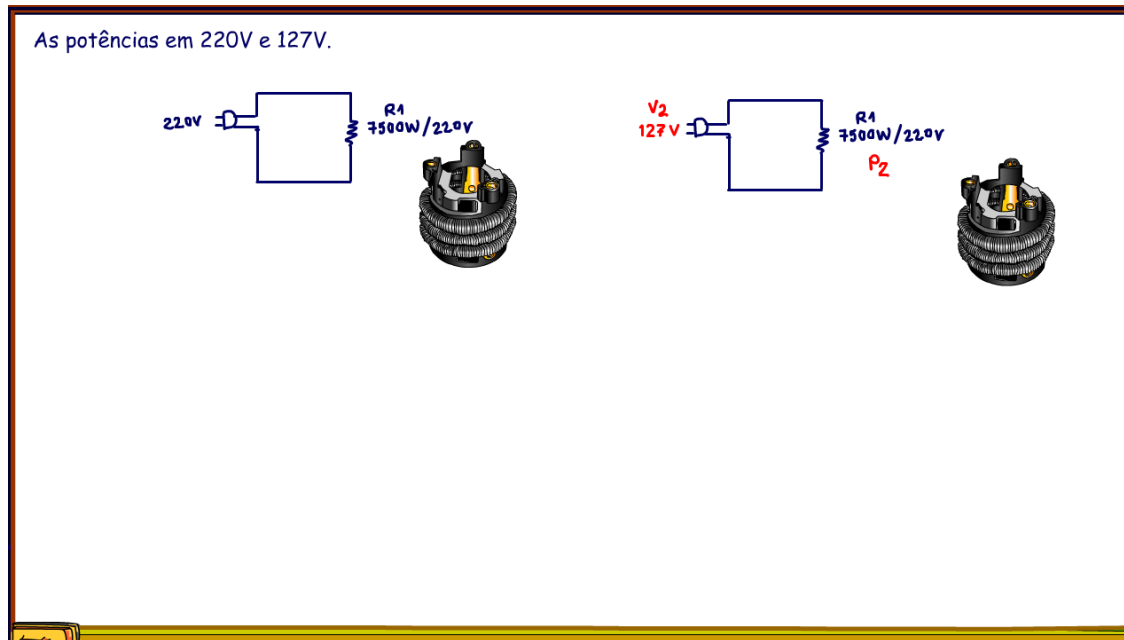 As potências em 220V e 127V.
220V
R1
7500W/220V
V2
127V
R1
7500W/220V
P2